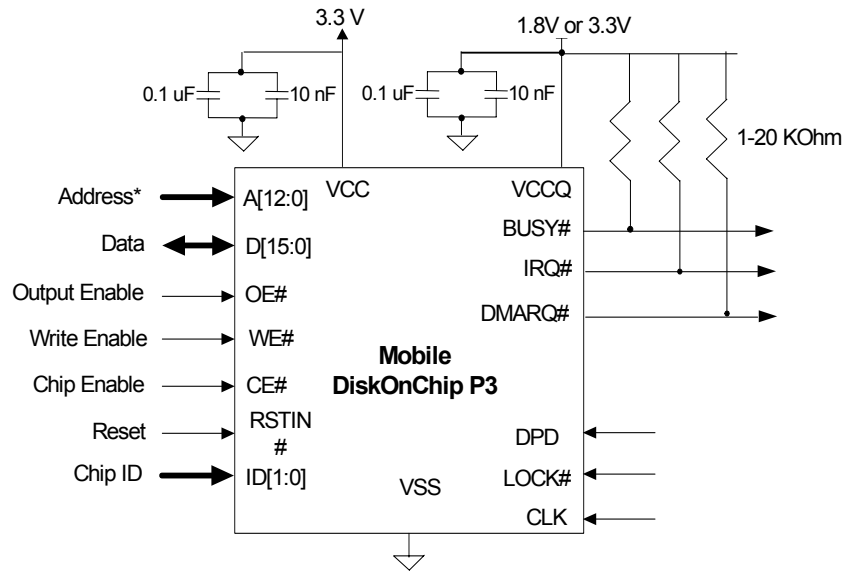 3.3 V
1.8V or 3.3V
0.1 uF
10 nF
0.1 uF
10 nF
1-20 KOhm
VCC
VCCQ
Address*
A[12:0]
BUSY#
Data
D[15:0]
IRQ#
Output Enable
OE#
DMARQ#
Write Enable
WE#
Mobile
DiskOnChip P3
Chip Enable
CE#
Reset
RSTIN
#
DPD
Chip ID
ID[1:0]
VSS
LOCK#
CLK